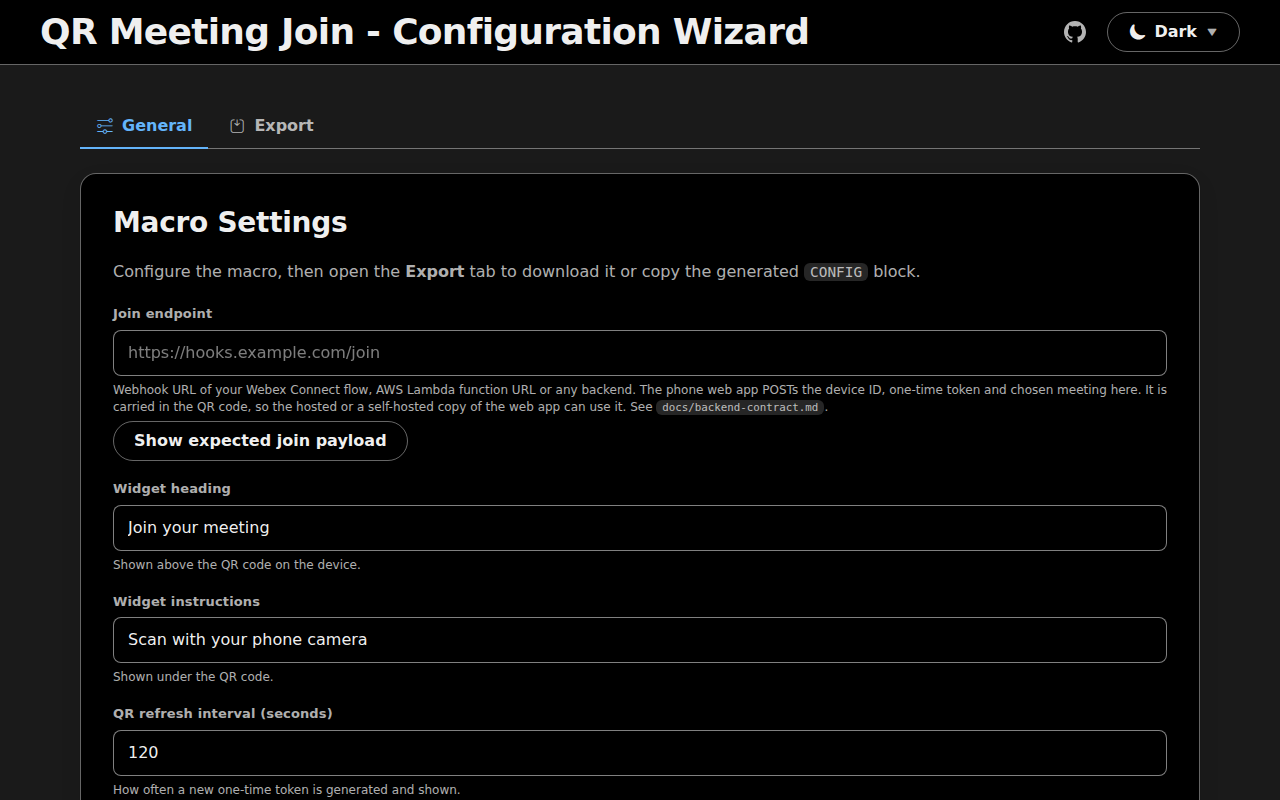 QR Meeting Join - Configuration Wizard
Dark
General
Export
Macro Settings
Configure the macro, then open the Export tab to download it or copy the generated CONFIG block.
Join endpoint
https://hooks.example.com/join
Webhook URL of your Webex Connect flow, AWS Lambda function URL or any backend. The phone web app POSTs the device ID, one-time token and chosen meeting here. It is
carried in the QR code, so the hosted or a self-hosted copy of the web app can use it. See docs/backend-contract.md.
Show expected join payload
Widget heading
Join your meeting
Shown above the QR code on the device.
Widget instructions
Scan with your phone camera
Shown under the QR code.
QR refresh interval (seconds)
120
How often a new one-time token is generated and shown.